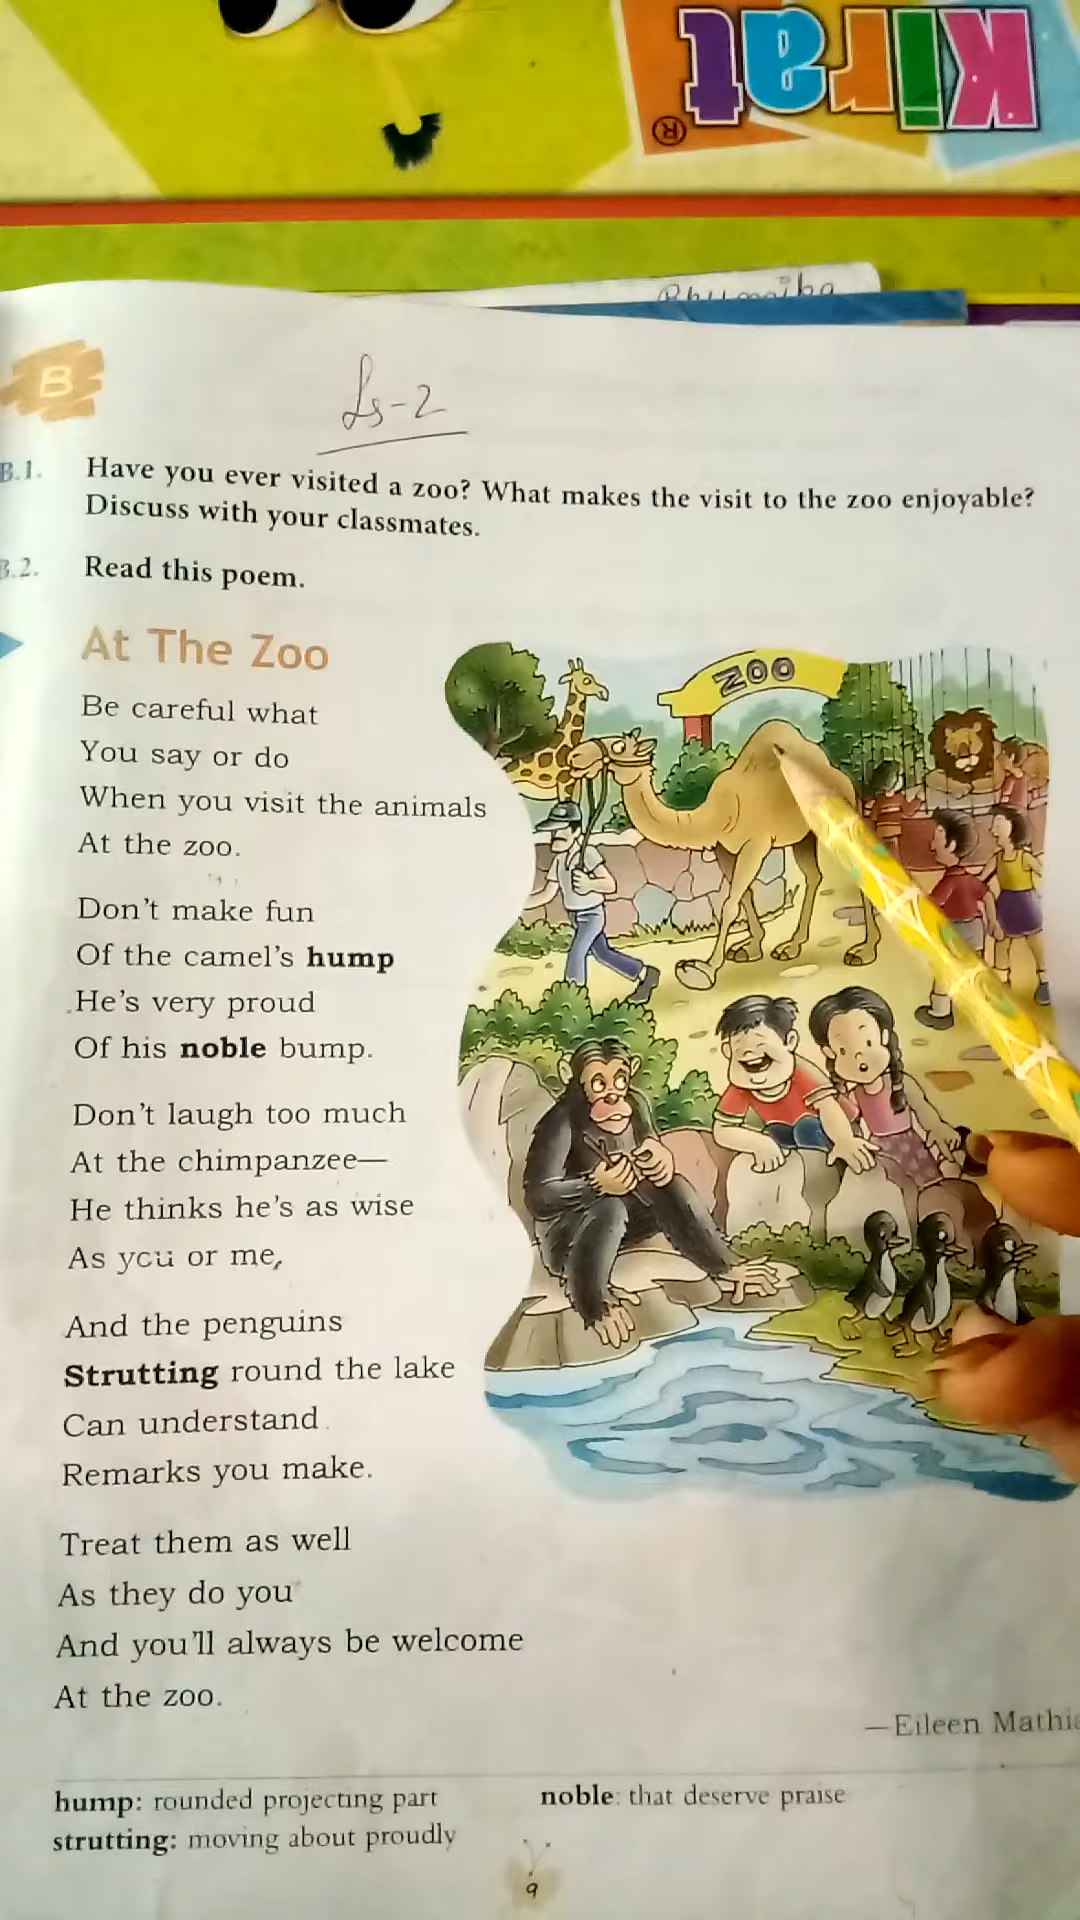 Kirat
®
Bhumika
B
Ls-2
B.1. Have you ever visited a zoo? What makes the visit to the zoo enjoyable?
Discuss with your classmates.
B.2. Read this poem.
At The Zoo
ZOO
Be careful what
You say or do
When you visit the animals
At the zoo.
Don't make fun
Of the camel's hump
He's very proud
Of his noble bump.
Don't laugh too much
At the chimpanzee—
He thinks he's as wise
As you or me,
And the penguins
Strutting round the lake
Can understand
Remarks you make.
Treat them as well
As they do you
And you'll always be welcome
At the zoo.
—Eileen
hump: rounded projecting part
noble: that deserve praise
strutting: moving about proudly
9